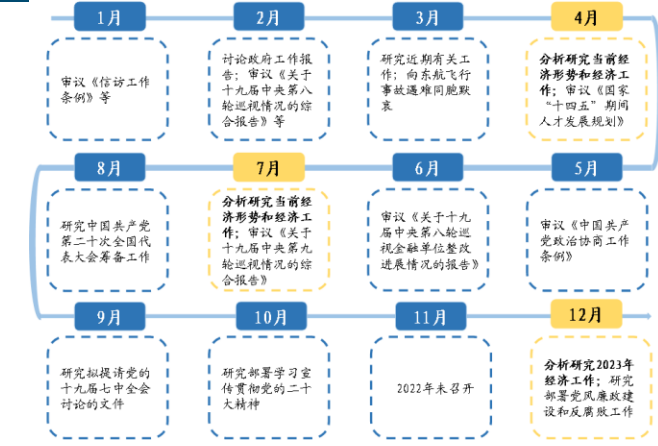 1月
审议《信访工作
条例》等
2月
讨论政府工作报
告；审议《关于
十九届中央第八
轮巡视情况的综
合报告》等
3月
研究近期有关工
作；向东航飞行
事故遇难同胞默
哀
4月
分析研究当前经
济形势和经济工
作；审议《国家
“十四五”期间
人才发展规划》
5月
审议《中国共产
党政治协商工作
条例》
6月
审议《关于十九
届中央第八轮巡
视金融单位整改
进展情况的报告》
7月
分析研究当前经
济形势和经济工
作；审议《关于
十九届中央第九
轮巡视情况的综
合报告》
8月
研究中国共产党
第二十次全国代
表大会筹备工作
9月
研究拟提请党的
十九届七中全会
讨论的文件
10月
研究部署学习宣
传贯彻党的二十
大精神
11月
2022年未召开
12月
分析研究2023年
经济工作；研究
部署党风廉政建
设和反腐败工作